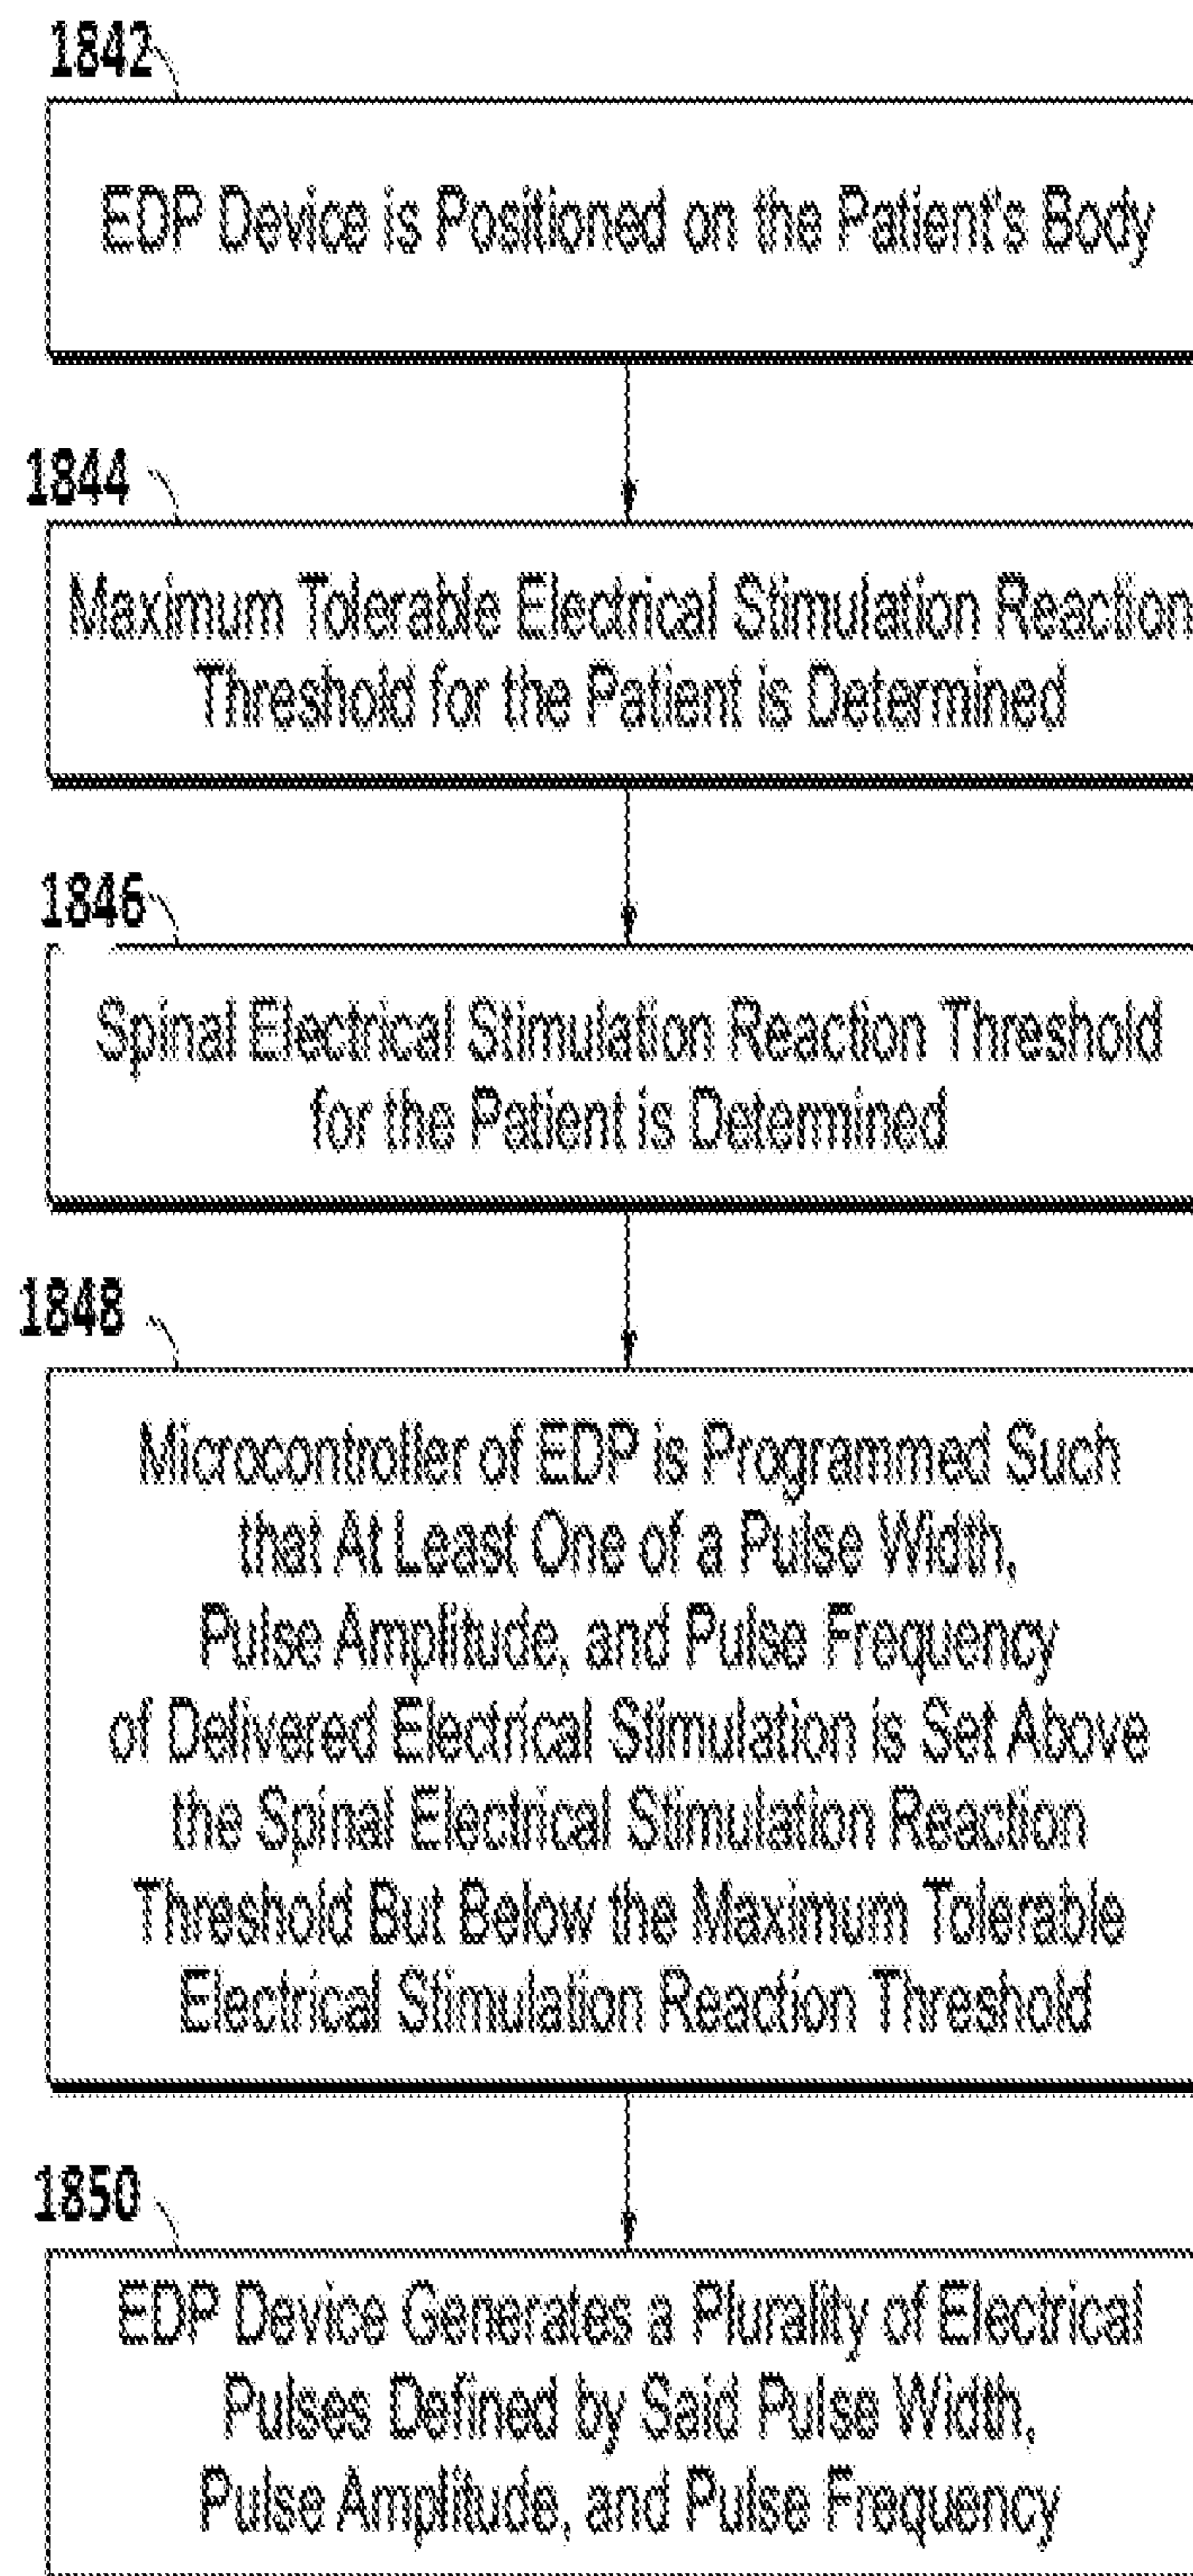 1842
EDP Device is Positioned on the Patient's Body
1844
Maximum Tolerable Electrical Stimulation Reaction
Threshold for the Patient is Determined
1846
Spinal Electrical Stimulation Reaction Threshold
for the Patient is Determined
1848
Microcontroller of EDP is Programmed Such
that At Least One of a Pulse Width,
Pulse Amplitude, and Pulse Frequency
of Delivered Electrical Stimulation is Set Above
the Spinal Electrical Stimulation Reaction
Threshold But Below the Maximum Tolerable
Electrical Stimulation Reaction Threshold
1850
EDP Device Generates a Plurality of Electrical
Pulses Defined by Said Pulse Width,
Pulse Amplitude, and Pulse Frequency